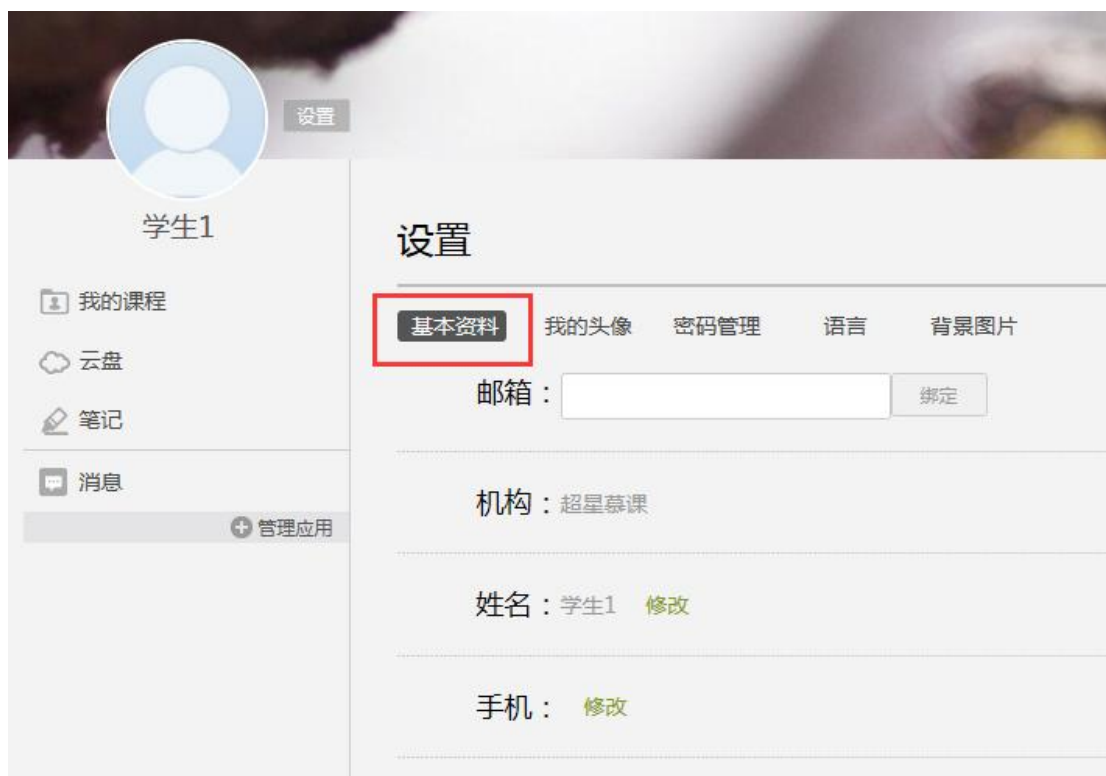 设置
学生1
我的课程
云盘
笔记
消息
管理应用
设置
基本资料 我的头像 密码管理 语言 背景图片
邮箱： 绑定
机构：超星慕课
姓名：学生1 修改
手机： 修改